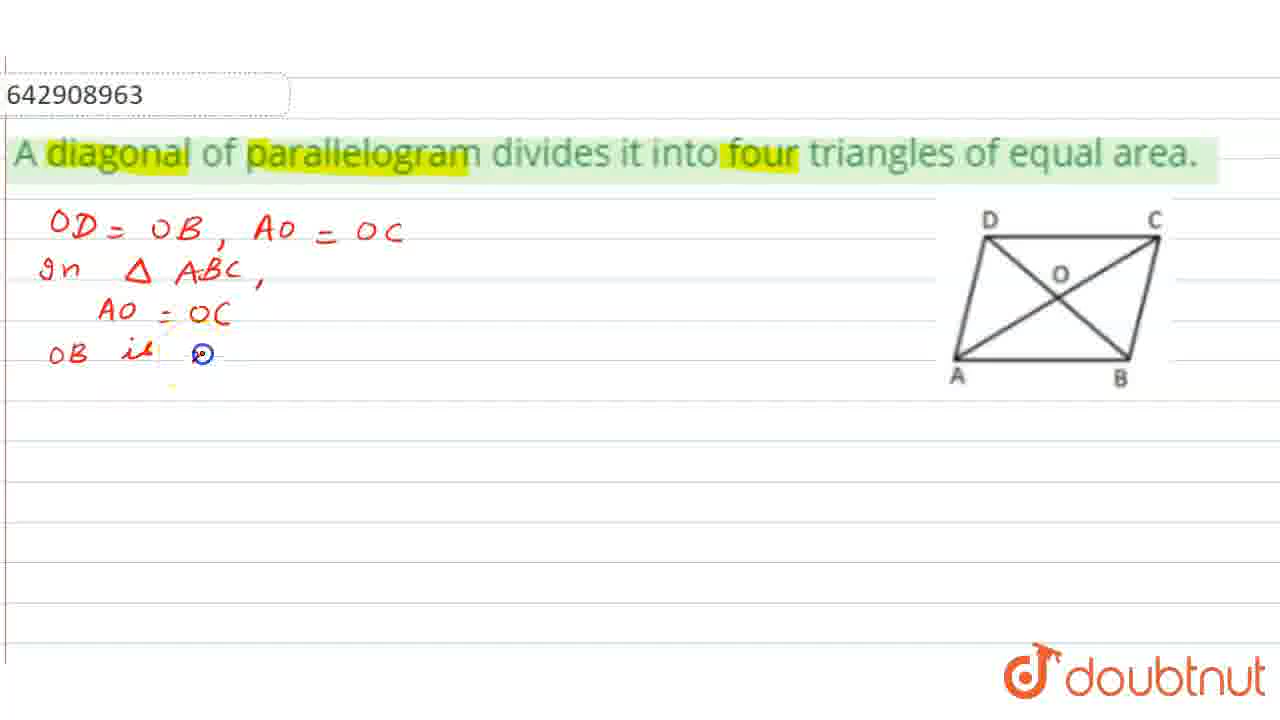 642908963
A diagonal of parallelogram divides it into four triangles of equal area.
OD = OB, AO = OC
In Δ ABC,
AO = OC
OB is
D C
O
A B
doubtnut